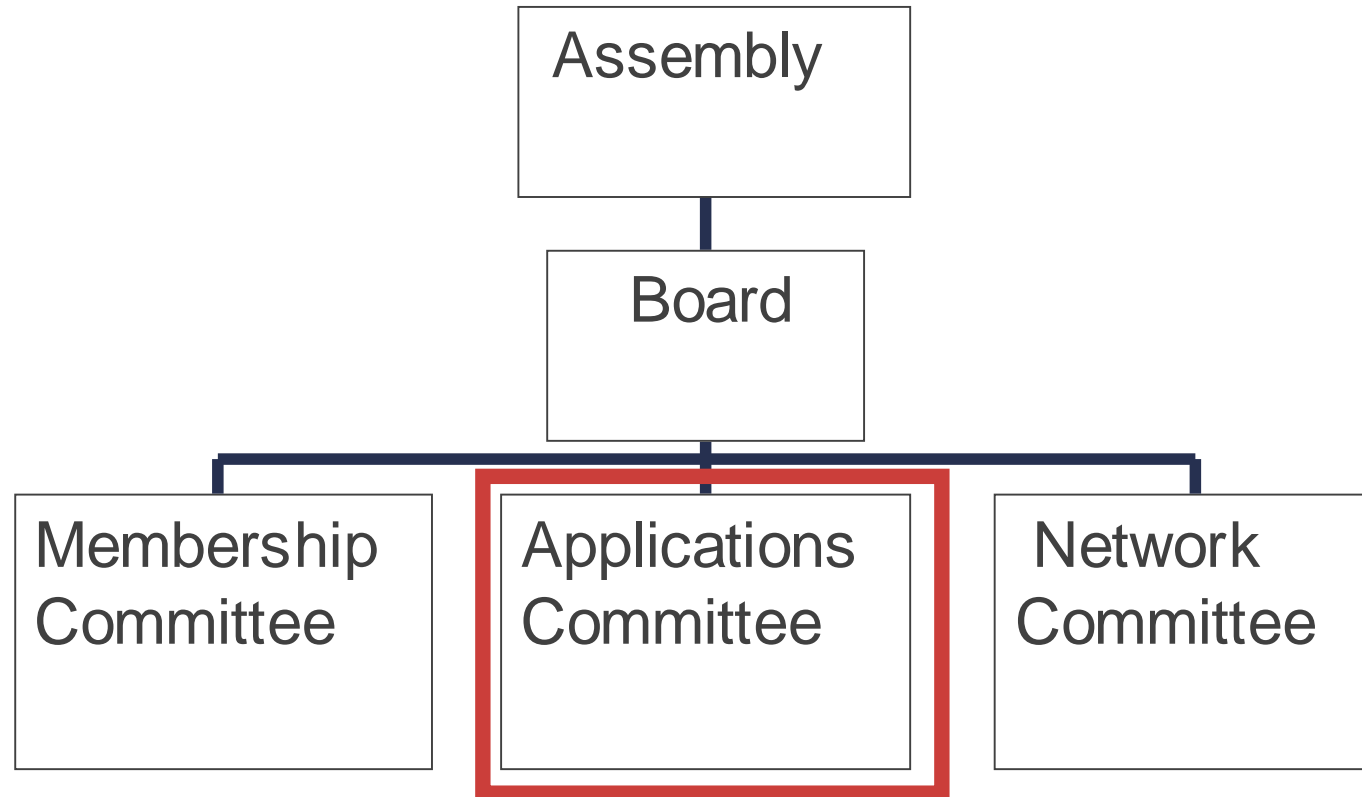 Assembly
Board
Membership
Committee
Applications
Committee
Network
Committee